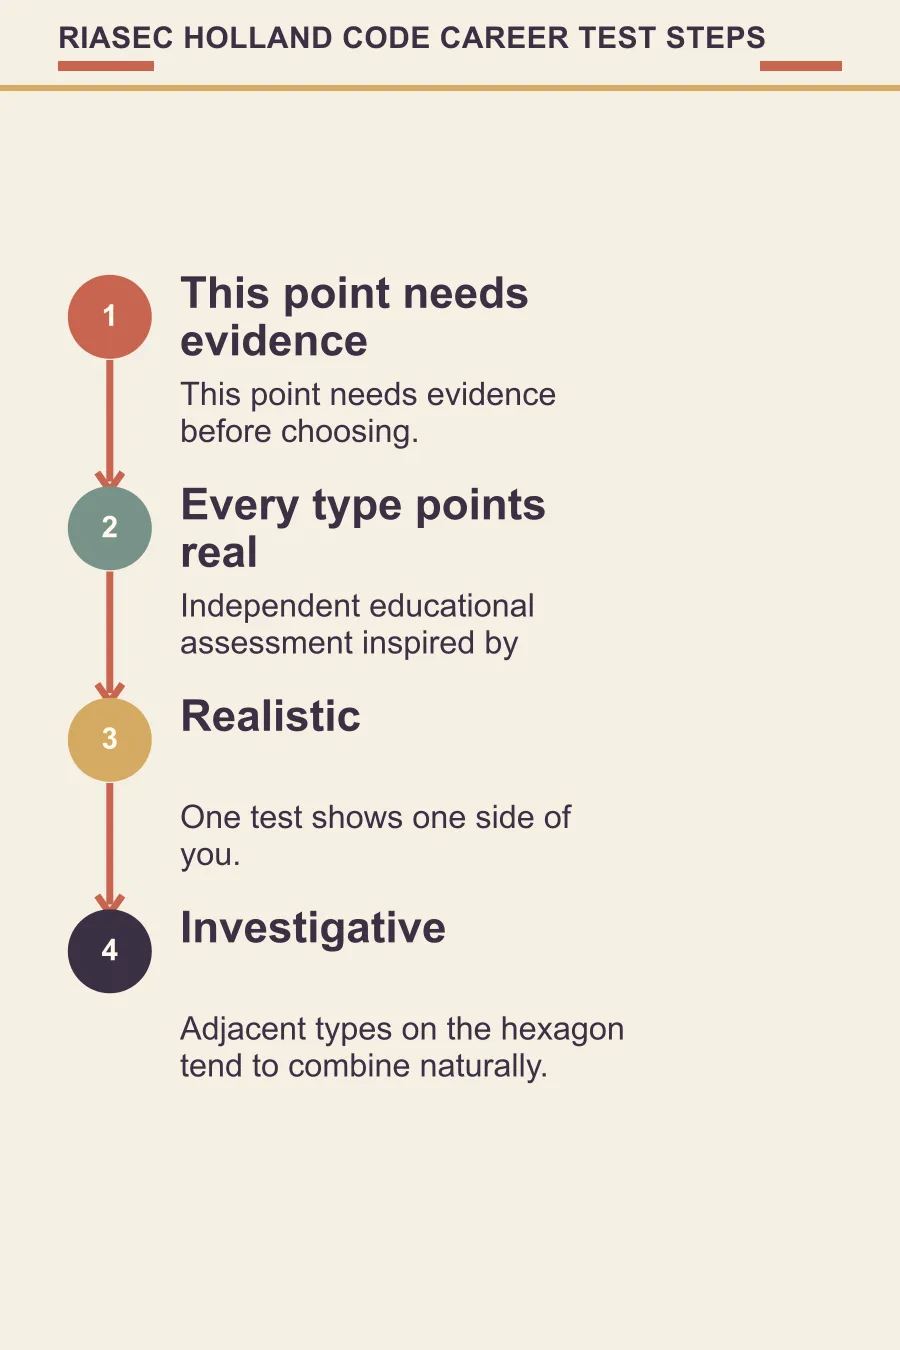 RIASEC HOLLAND CODE CAREER TEST STEPS
1
This point needs
evidence
This point needs evidence
before choosing.
2
Every type points
real
Independent educational
assessment inspired by
3
Realistic
One test shows one side of
you.
4
Investigative
Adjacent types on the hexagon
tend to combine naturally.